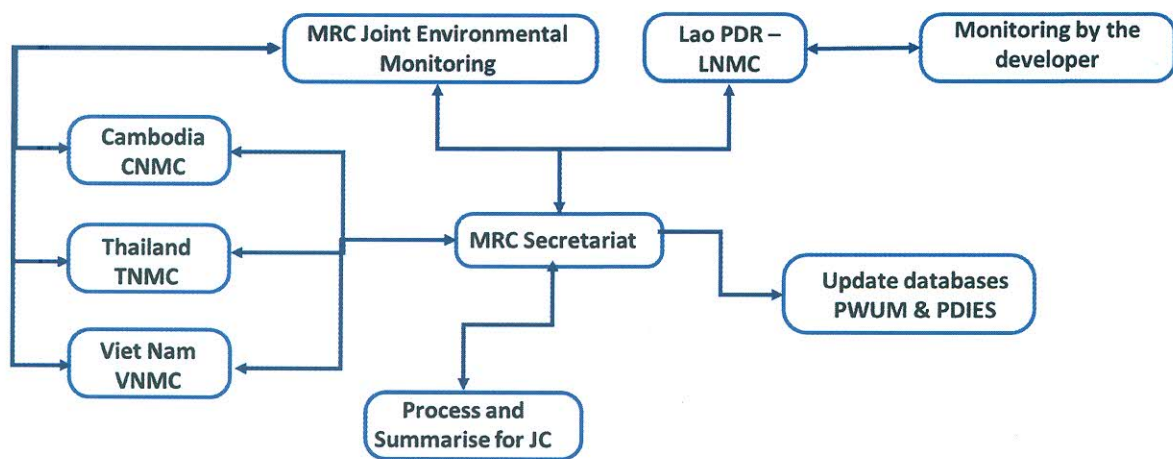 MRC Joint Environmental
Monitoring
Lao PDR –
LNMC
Monitoring by the
developer
Cambodia
CNMC
Thailand
TNMC
MRC Secretariat
Update databases
PWUM & PDIES
Viet Nam
VNMC
Process and
Summarise for JC